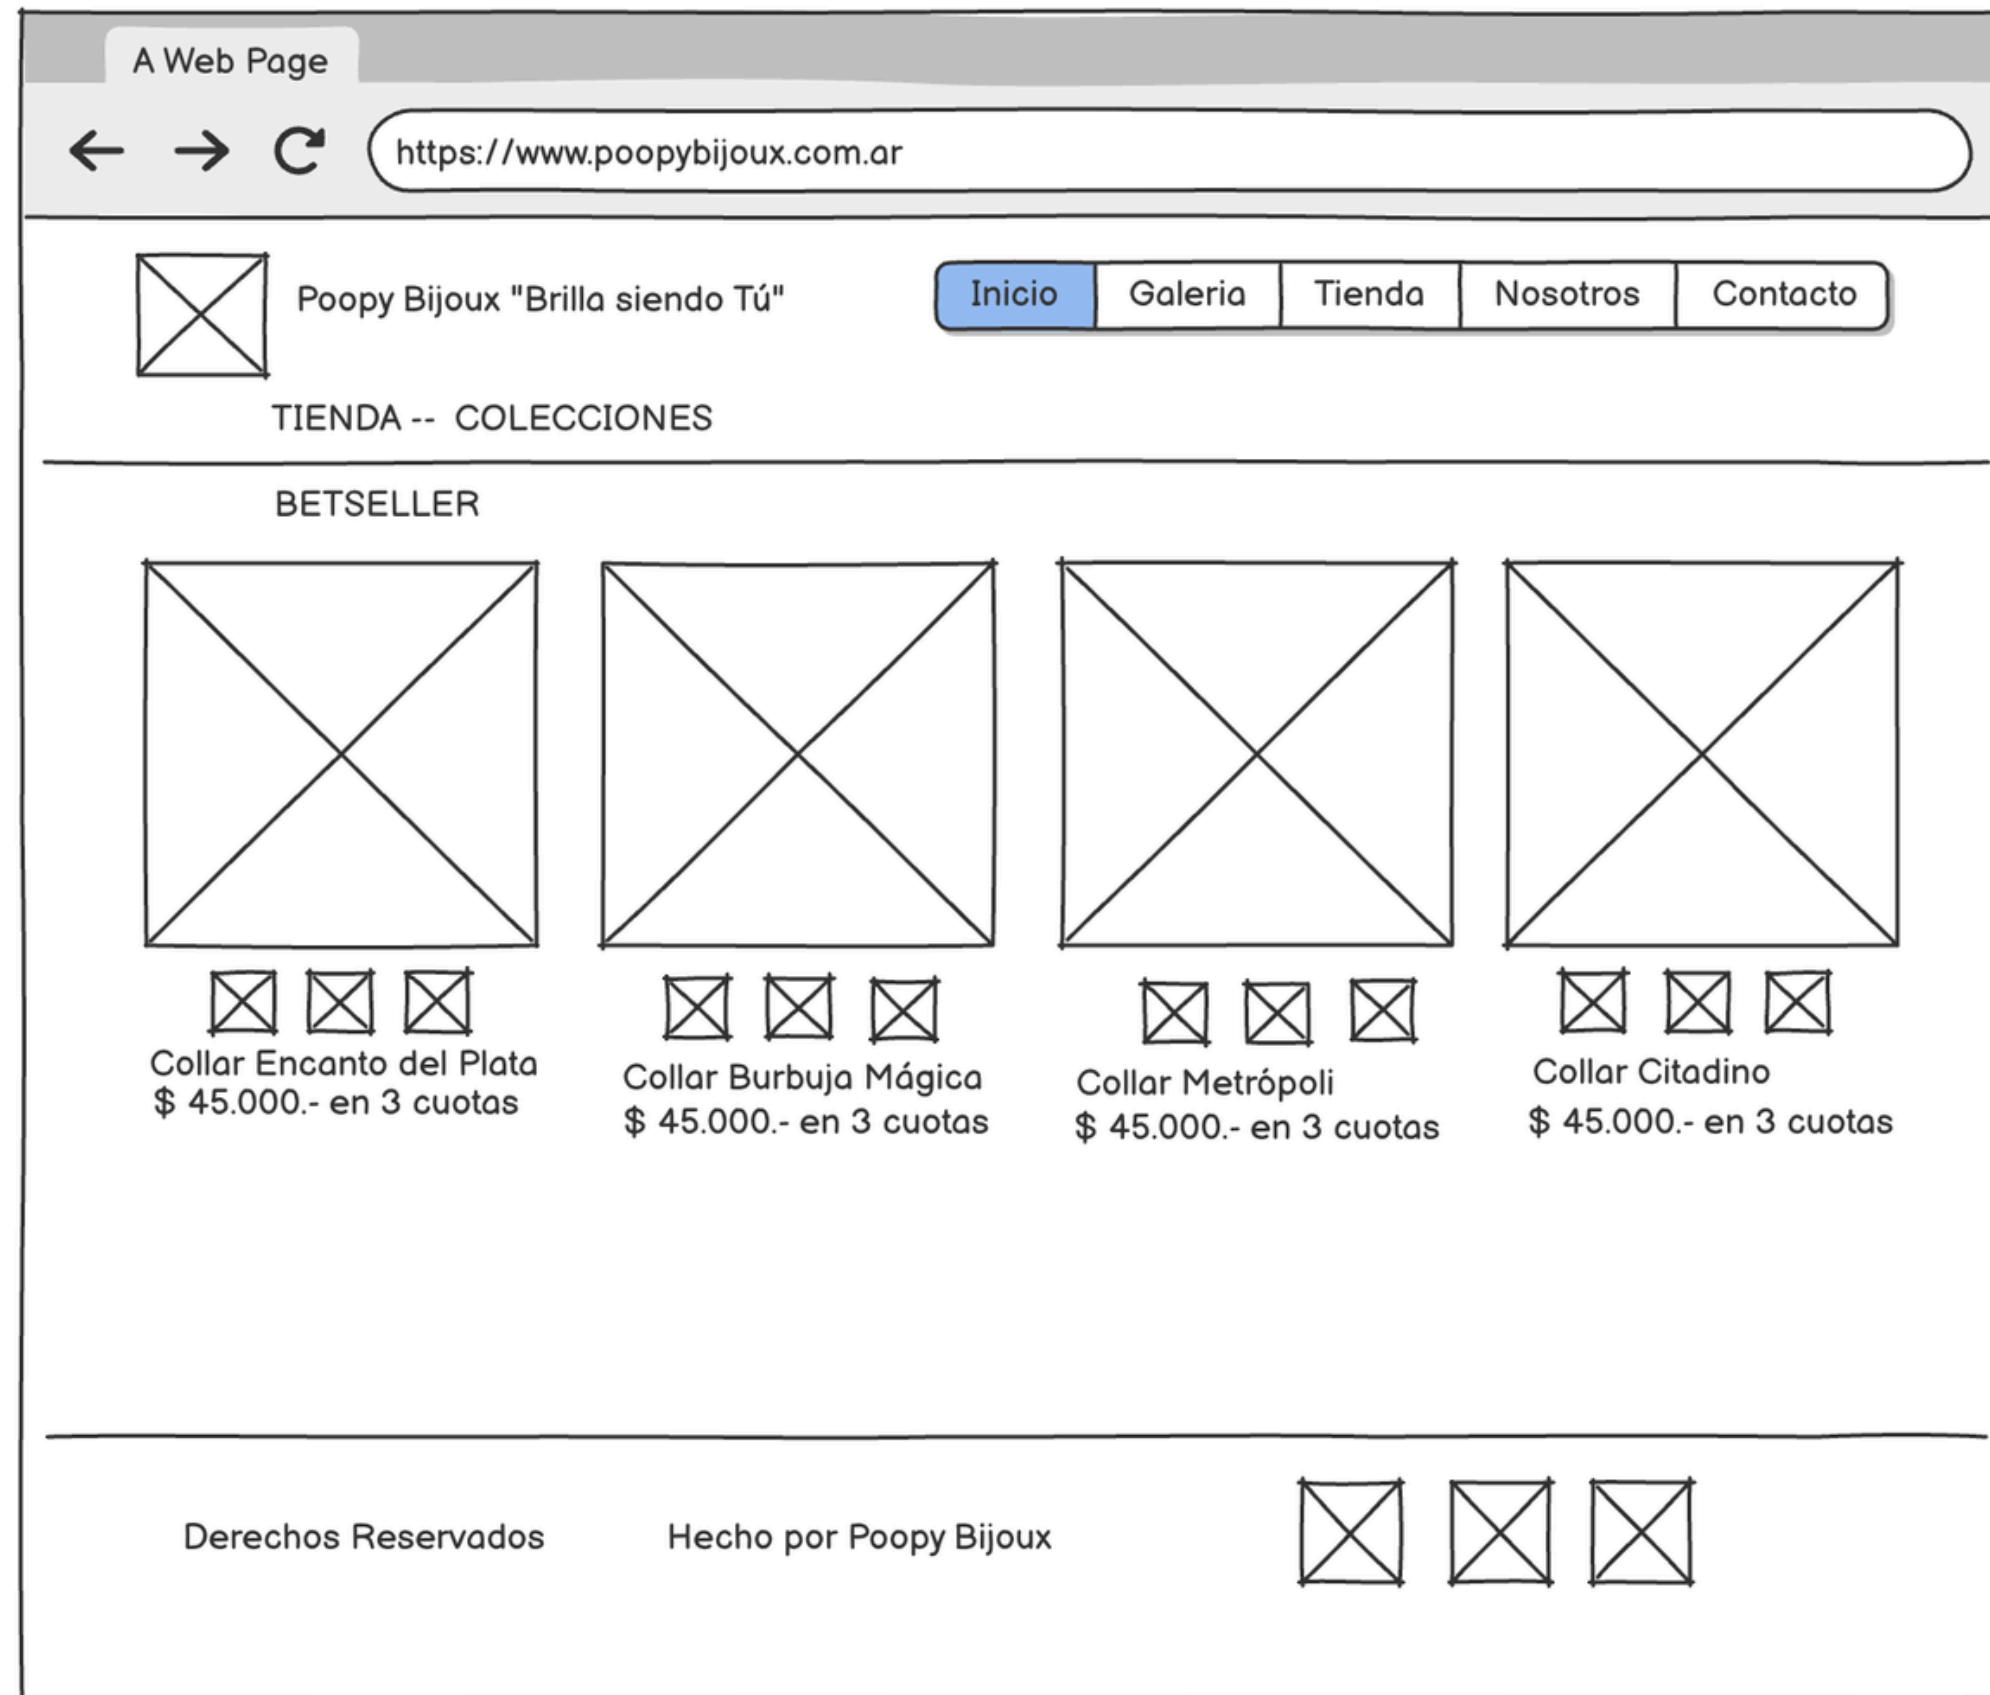 A Web Page
https://www.poopybijoux.com.ar
Poopy Bijoux "Brilla siendo Tú"
Inicio Galeria Tienda Nosotros Contacto
TIENDA -- COLECCIONES
BETSELLER
Collar Encanto del Plata
$ 45.000.- en 3 cuotas
Collar Burbuja Mágica
$ 45.000.- en 3 cuotas
Collar Metrópoli
$ 45.000.- en 3 cuotas
Collar Citadino
$ 45.000.- en 3 cuotas
Derechos Reservados
Hecho por Poopy Bijoux